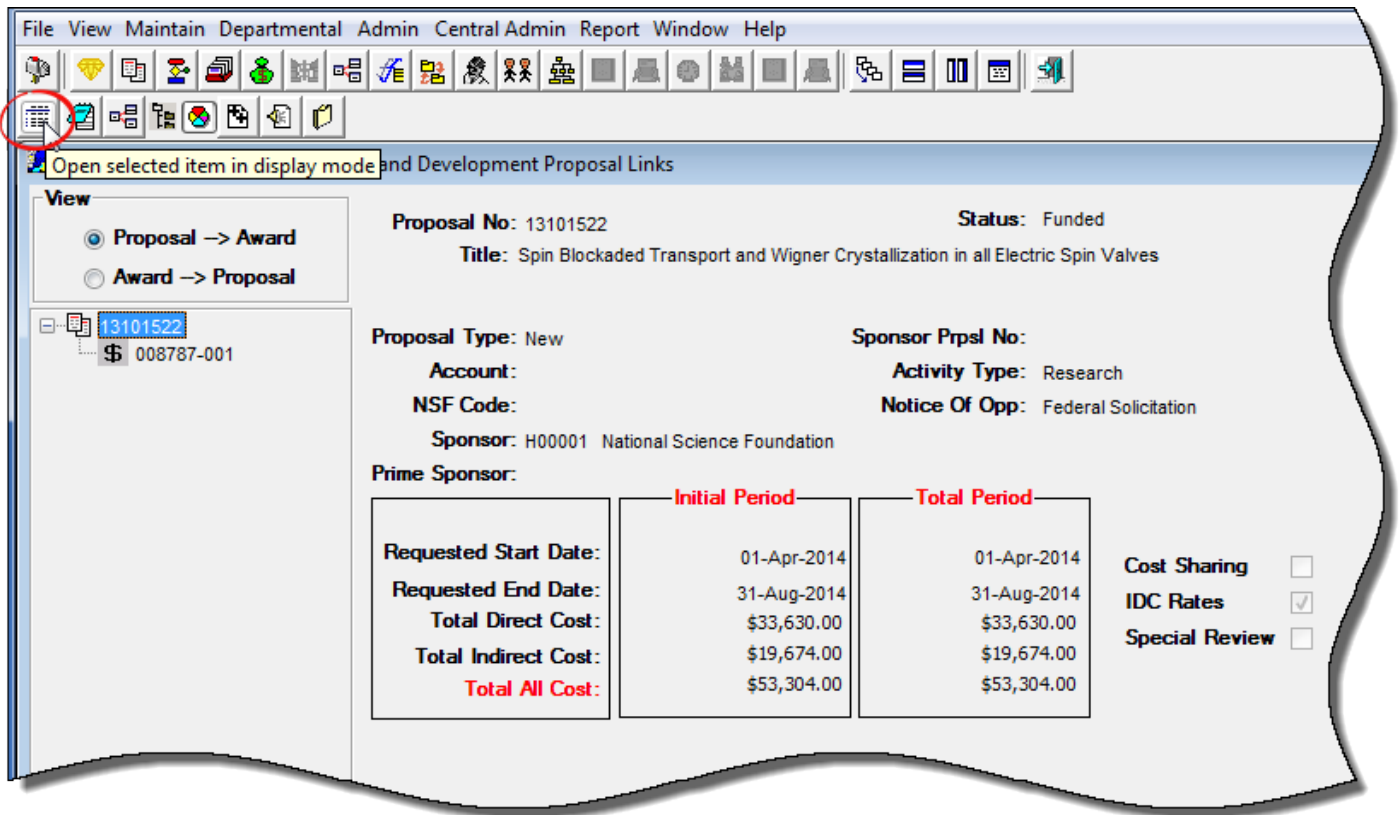 File View Maintain Departmental Admin Central Admin Report Window Help
Open selected item in display mode and Development Proposal Links
View
Proposal --> Award
Award --> Proposal
13101522
$ 008787-001
Proposal No: 13101522 Status: Funded
Title: Spin Blockaded Transport and Wigner Crystallization in all Electric Spin Valves
Proposal Type: New Sponsor Prpsl No:
Account: Activity Type: Research
NSF Code: Notice Of Opp: Federal Solicitation
Sponsor: H00001 National Science Foundation
Prime Sponsor:
Initial Period Total Period
Requested Start Date: 01-Apr-2014 01-Apr-2014
Requested End Date: 31-Aug-2014 31-Aug-2014
Total Direct Cost: $33,630.00 $33,630.00
Total Indirect Cost: $19,674.00 $19,674.00
Total All Cost: $53,304.00 $53,304.00
Cost Sharing
IDC Rates
Special Review